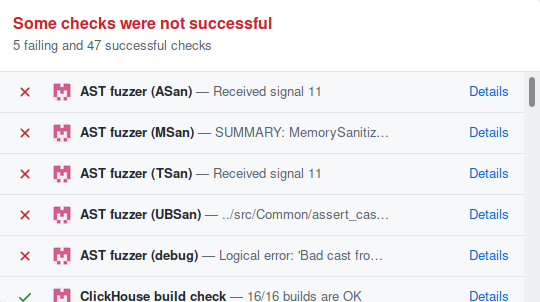 Some checks were not successful
5 failing and 47 successful checks
AST fuzzer (ASan) — Received signal 11 Details
AST fuzzer (MSan) — SUMMARY: MemorySanitiz... Details
AST fuzzer (TSan) — Received signal 11 Details
AST fuzzer (UBSan) — ../src/Common/assert_cas... Details
AST fuzzer (debug) — Logical error: 'Bad cast fro... Details
ClickHouse build check — 16/16 builds are OK Details